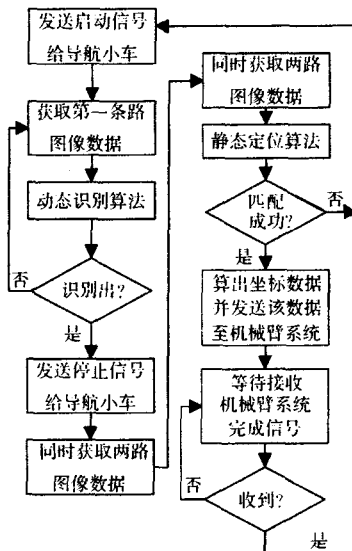 发送启动信号
给导航小车
获取第一条路
图像数据
动态识别算法
否
识别出?
是
发送停止信号
给导航小车
同时获取两路
图像数据
同时获取两路
图像数据
静态定位算法
匹配
成功?
否
是
算出坐标数据
并发送该数据
至机械臂系统
等待接收
机械臂系统
完成信号
否
收到?
是